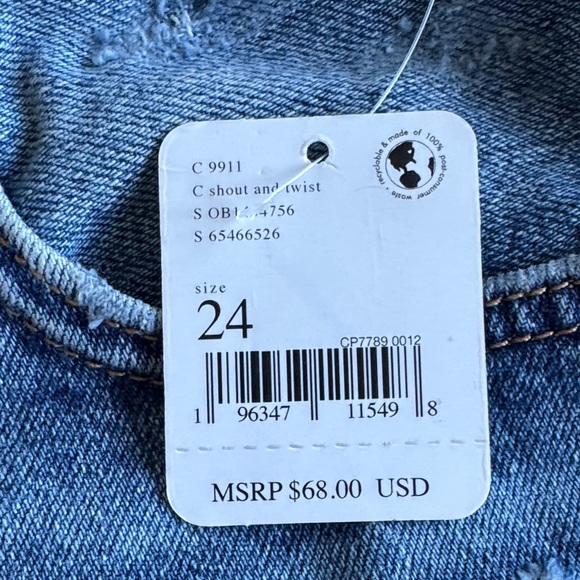 C 9911
C shout and twist
S
S 65466526
recyclable & made of 100% post-consumer waste
size
24
CP7789 0012
1 96347 11549 8
MSRP $68.00 USD